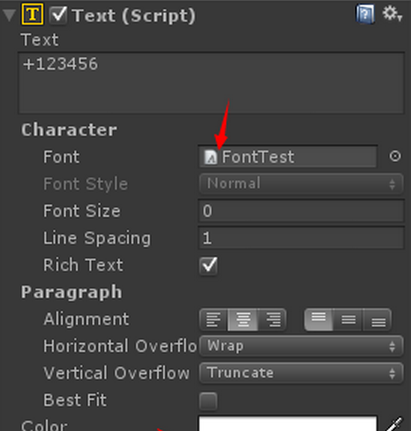 Text (Script)
Text
+123456
Character
Font FontTest
Font Style Normal
Font Size 0
Line Spacing 1
Rich Text
Paragraph
Alignment
Horizontal Overflo Wrap
Vertical Overflow Truncate
Best Fit
Color